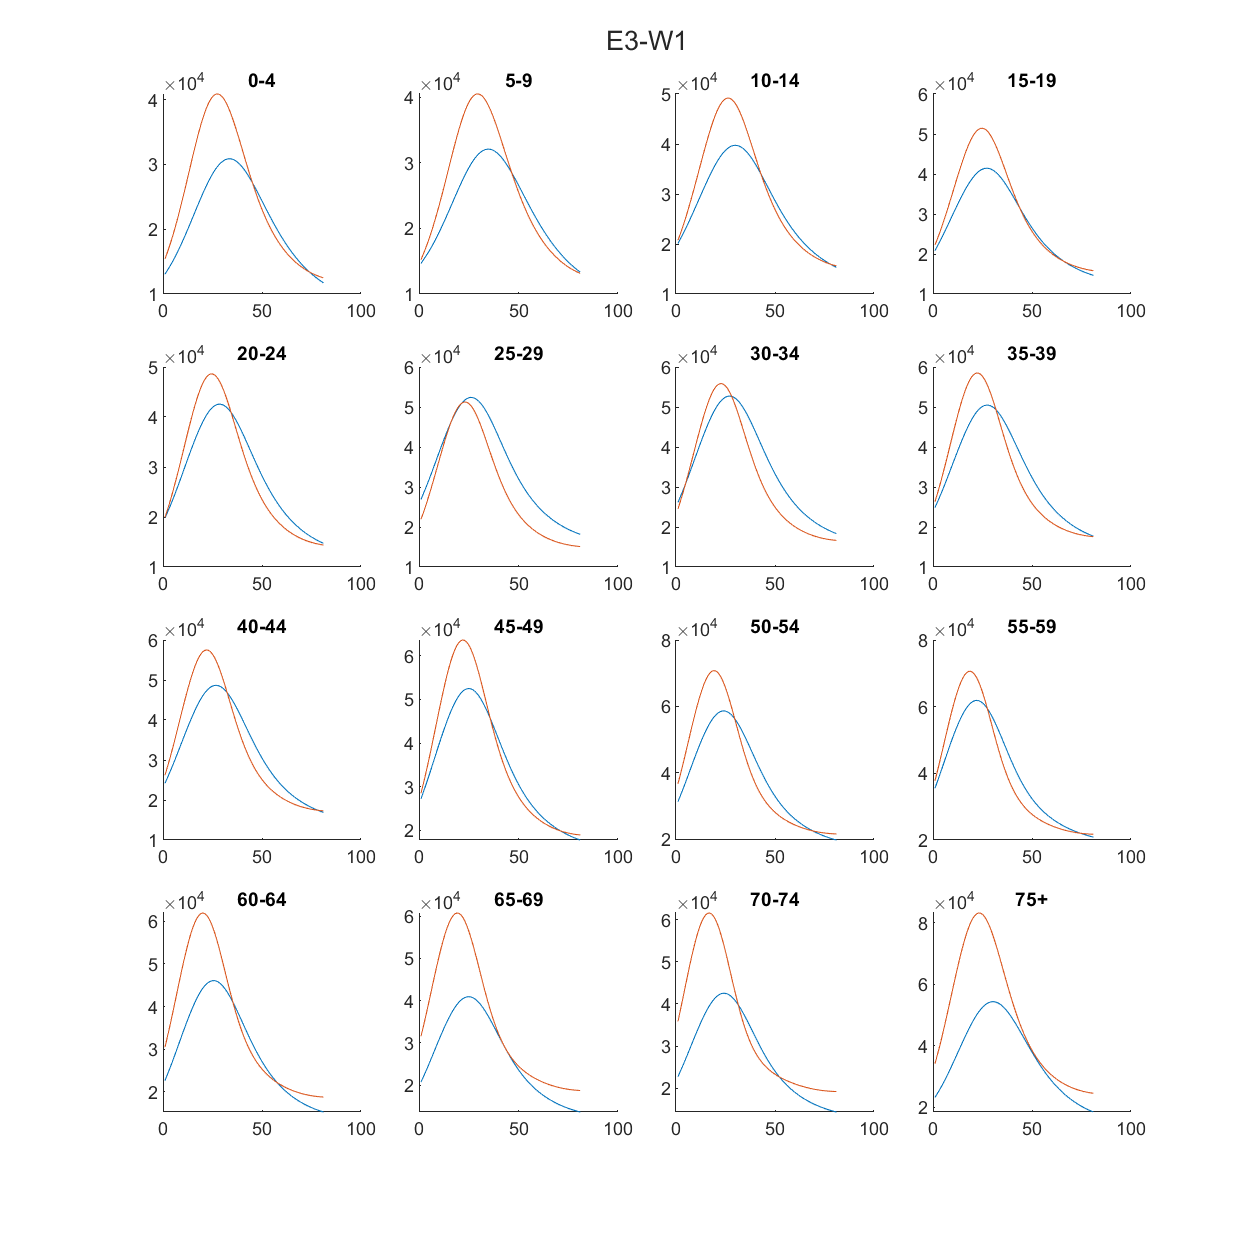 E3-W1
×10⁴ 0-4 ×10⁴ 5-9 ×10⁴ 10-14 ×10⁴ 15-19
4 4 5 6
5
3 3 4 4
3 3
2 2 2 2
1 1 1 1
0 50 100 0 50 100 0 50 100 0 50 100
×10⁴ 20-24 ×10⁴ 25-29 ×10⁴ 30-34 ×10⁴ 35-39
5 6 6 6
4 5 5 5
4 4 4
3 3 3 3
2 2 2 2
1 1 1 1
0 50 100 0 50 100 0 50 100 0 50 100
×10⁴ 40-44 ×10⁴ 45-49 ×10⁴ 50-54 ×10⁴ 55-59
6 6 8 8
5 5 6 6
4 4
3 3 4 4
2 2 2 2
1
0 50 100 0 50 100 0 50 100 0 50 100
×10⁴ 60-64 ×10⁴ 65-69 ×10⁴ 70-74 ×10⁴ 75+
6 6 6 8
5 5 5 6
4 4 4 4
3 3 3
2 2 2 2
0 50 100 0 50 100 0 50 100 0 50 100